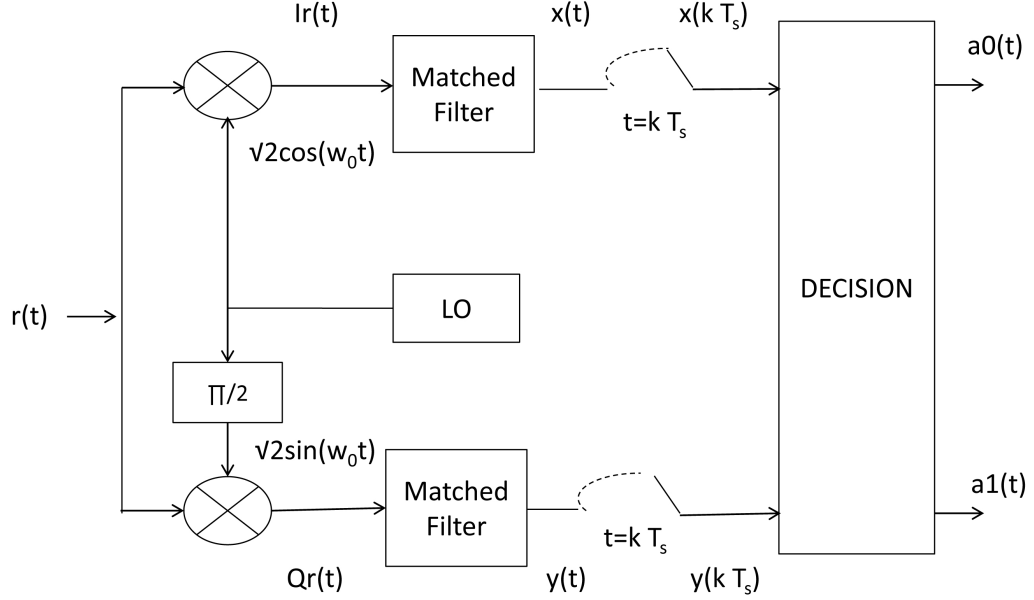 Ir(t)
x(t)
x(k Tₛ)
a0(t)
Matched
Filter
t=k Tₛ
√2cos(w₀t)
r(t)
LO
DECISION
∏/2
√2sin(w₀t)
Matched
Filter
t=k Tₛ
a1(t)
Qr(t)
y(t)
y(k Tₛ)